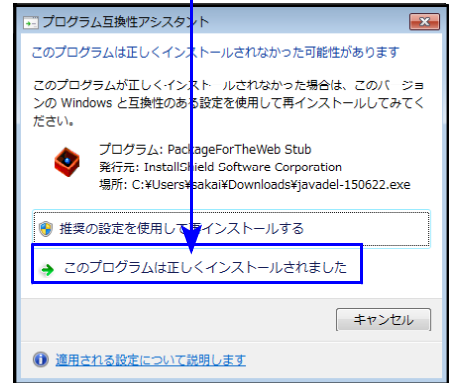 プログラム互換性アシスタント
このプログラムは正しくインストールされなかった可能性があります
このプログラムが正しくインスト ルされなかった場合は、このバ ジョ
ンの Windows と互換性のある設定を使用して再インストールしてみてく
ださい。
プログラム: PackageForTheWeb Stub
発行元: InstallShield Software Corporation
場所: C:¥Users¥sakai¥Downloads¥javadel-150622.exe
推奨の設定を使用して再インストールする
このプログラムは正しくインストールされました
キャンセル
適用される設定について説明します